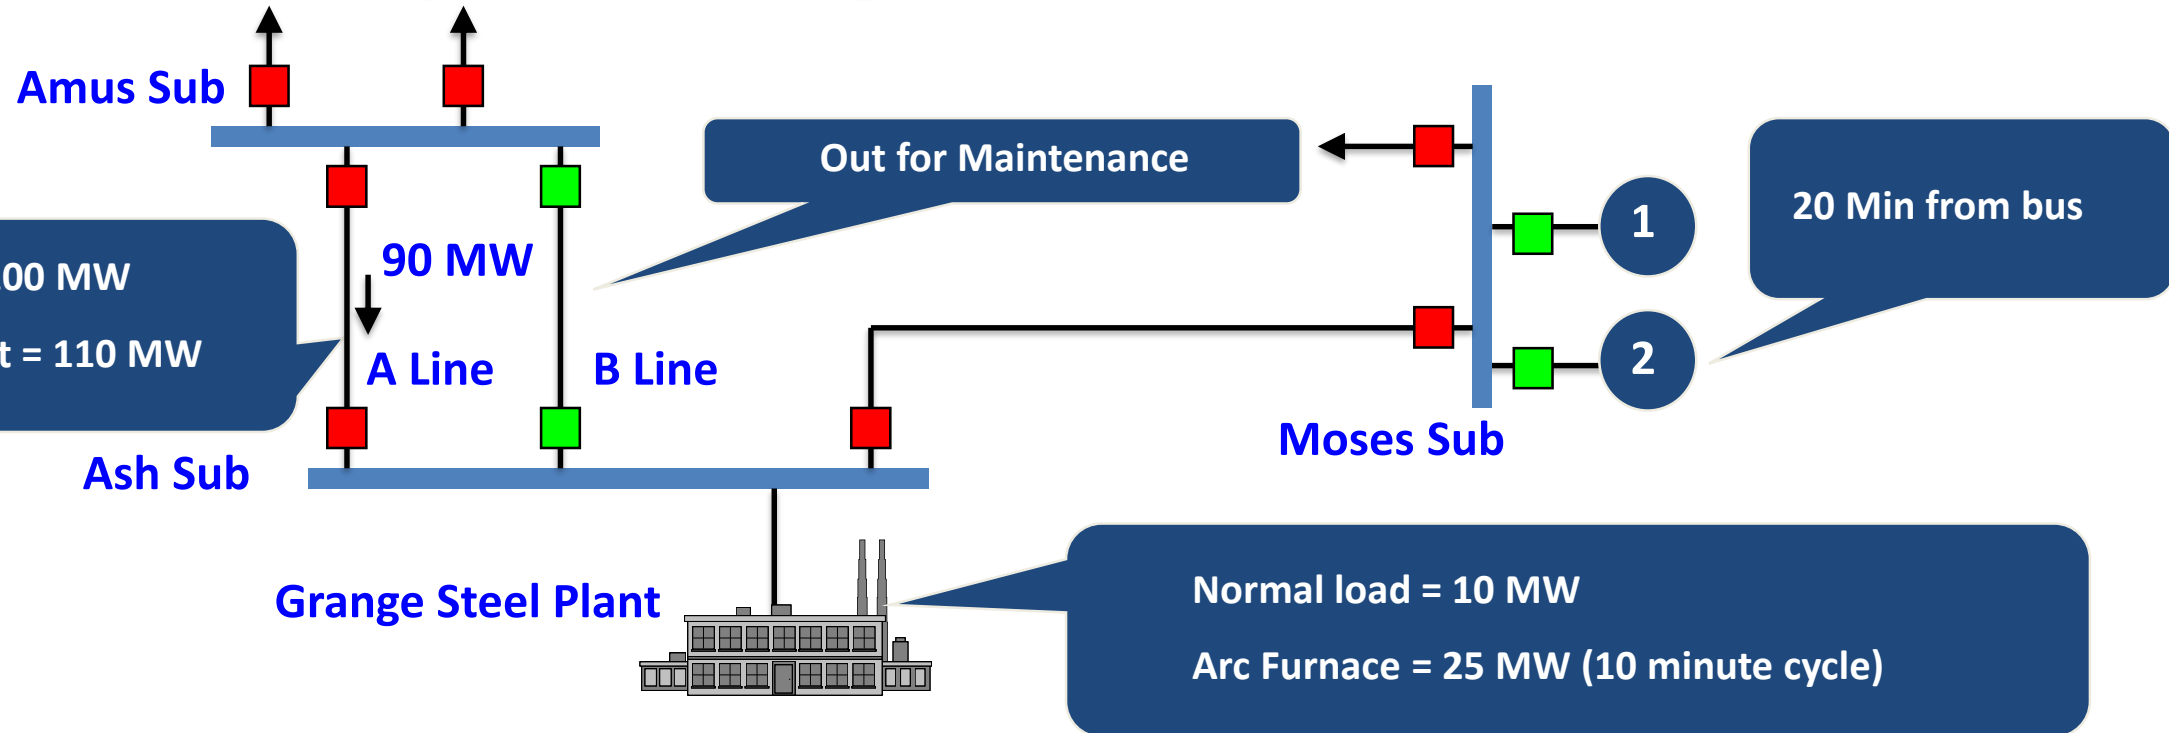 Amus Sub
Out for Maintenance
1
20 Min from bus
90 MW
00 MW
t = 110 MW
A Line
B Line
2
Moses Sub
Ash Sub
Grange Steel Plant
Normal load = 10 MW
Arc Furnace = 25 MW (10 minute cycle)